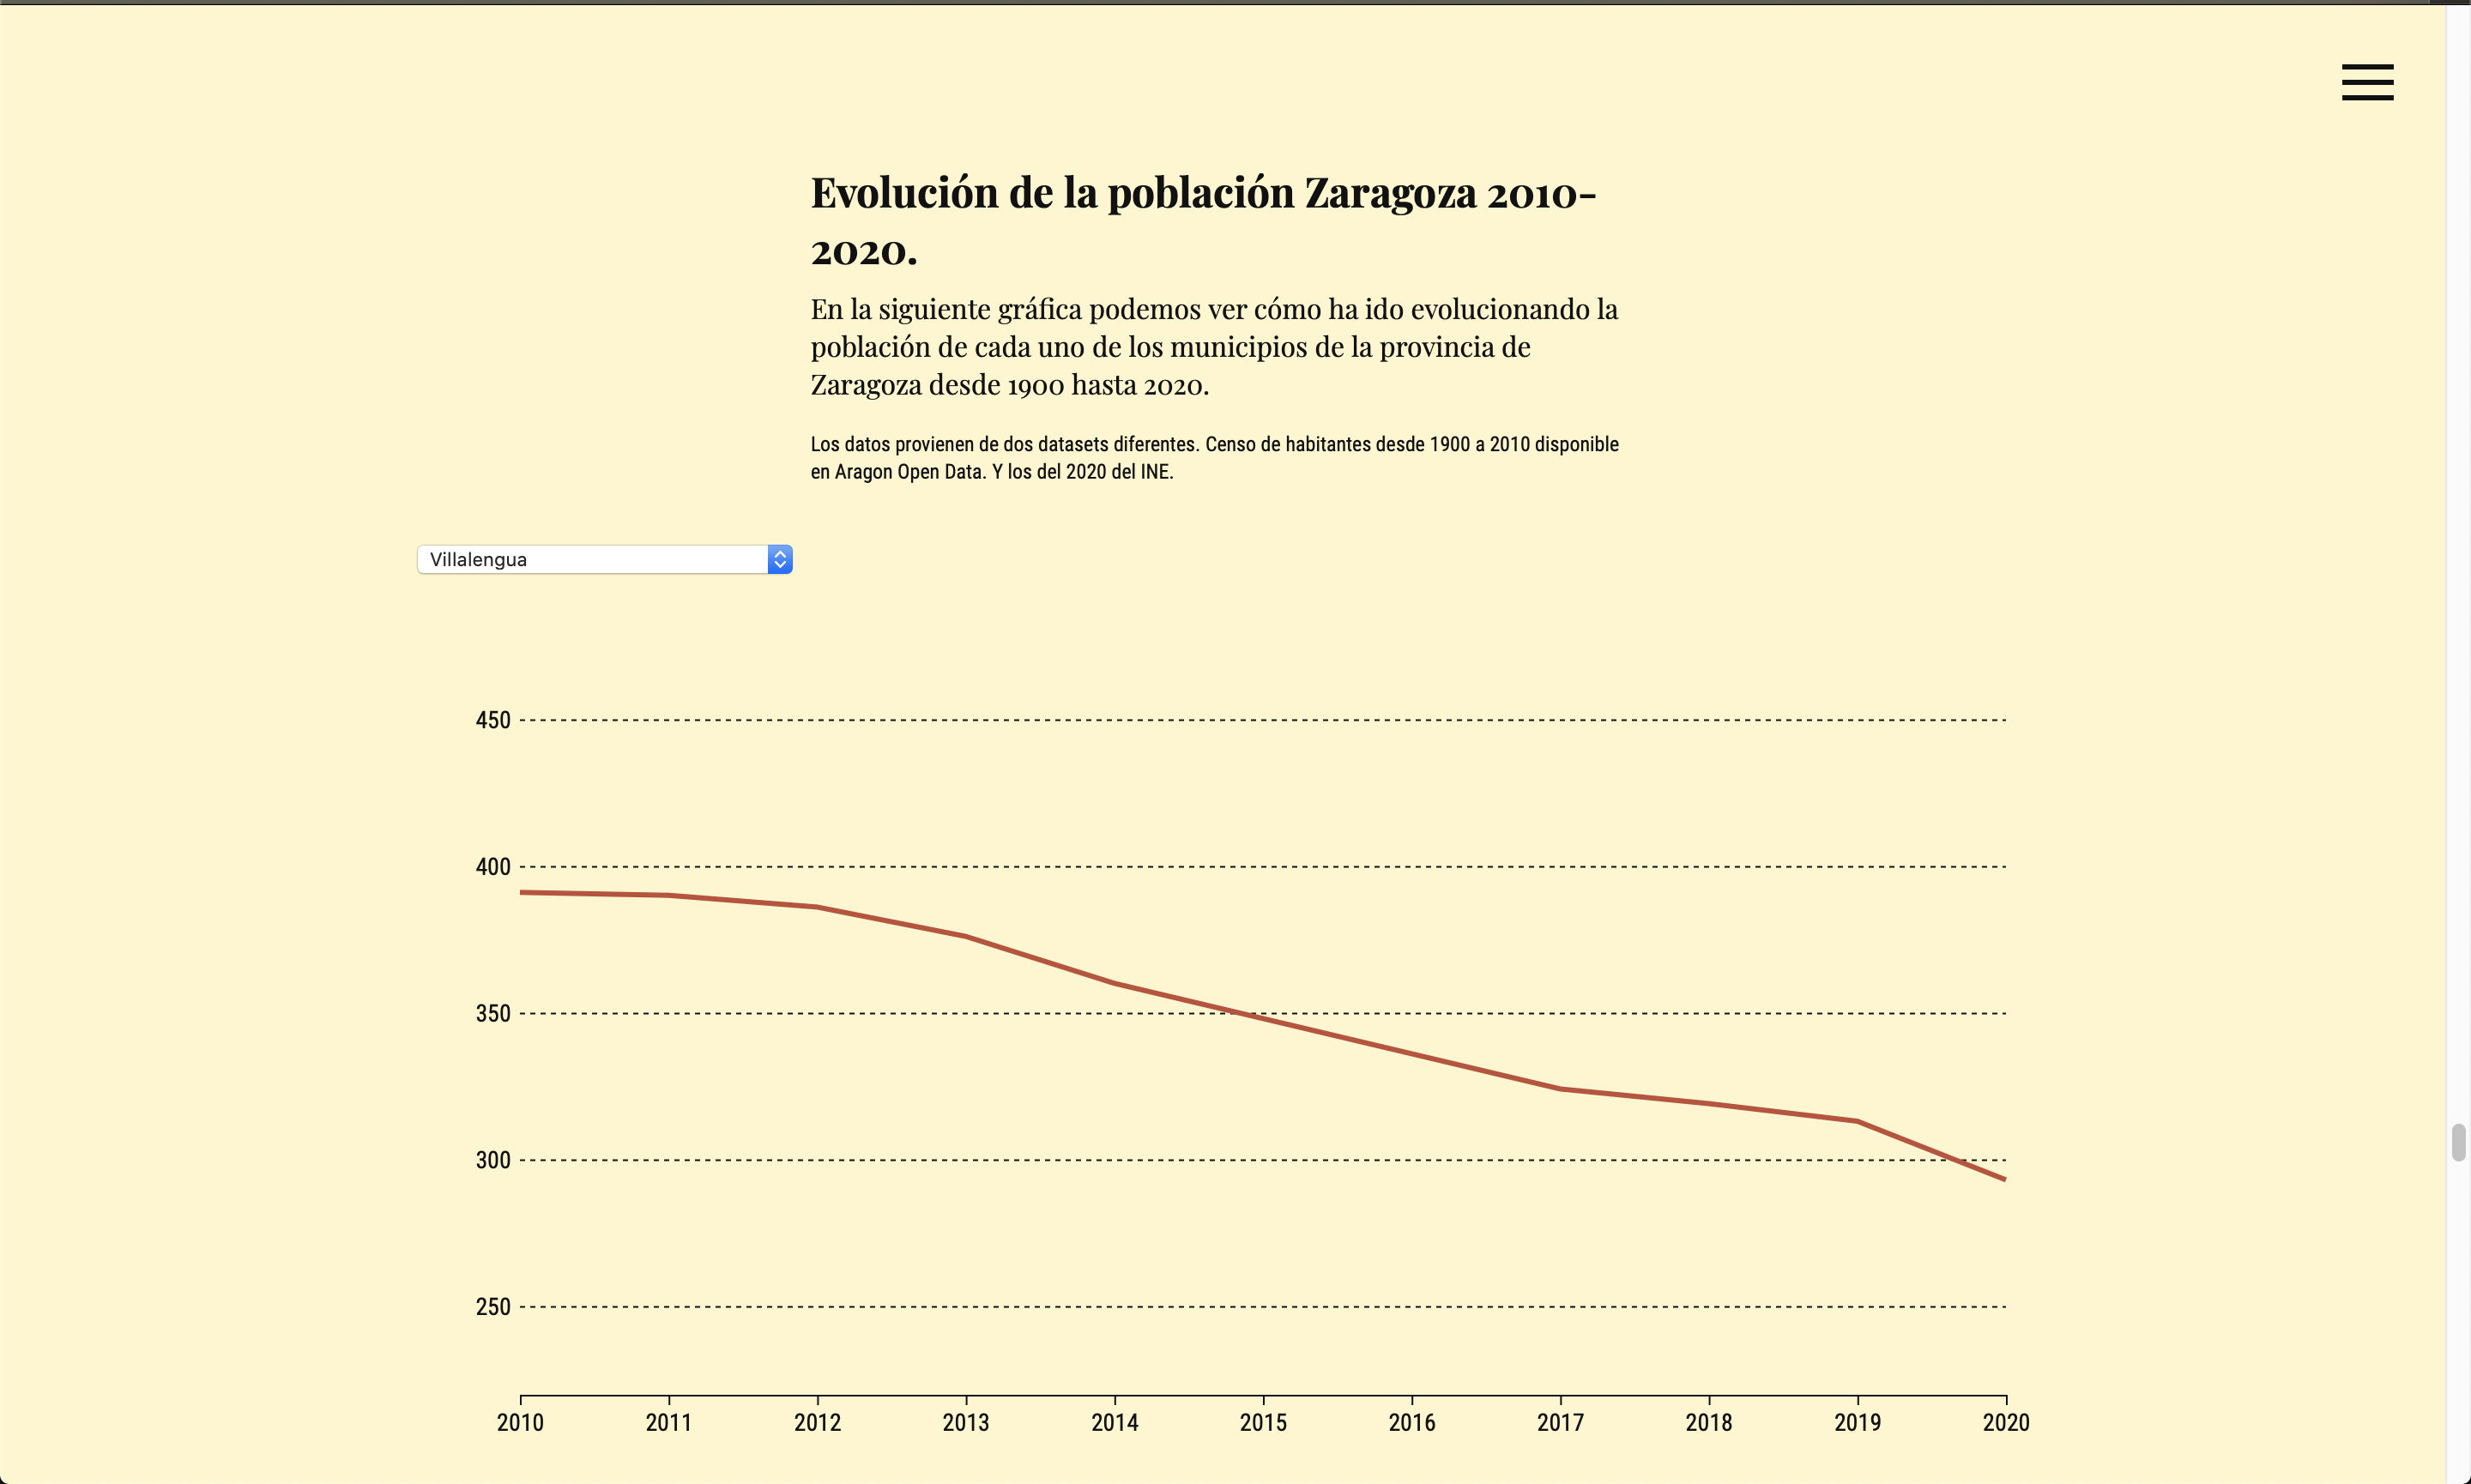 Evolución de la población Zaragoza 2010-
2020.
En la siguiente gráfica podemos ver cómo ha ido evolucionando la
población de cada uno de los municipios de la provincia de
Zaragoza desde 1900 hasta 2020.
Los datos provienen de dos datasets diferentes. Censo de habitantes desde 1900 a 2010 disponible
en Aragon Open Data. Y los del 2020 del INE.
Villalengua
450
400
350
300
250
2010 2011 2012 2013 2014 2015 2016 2017 2018 2019 2020